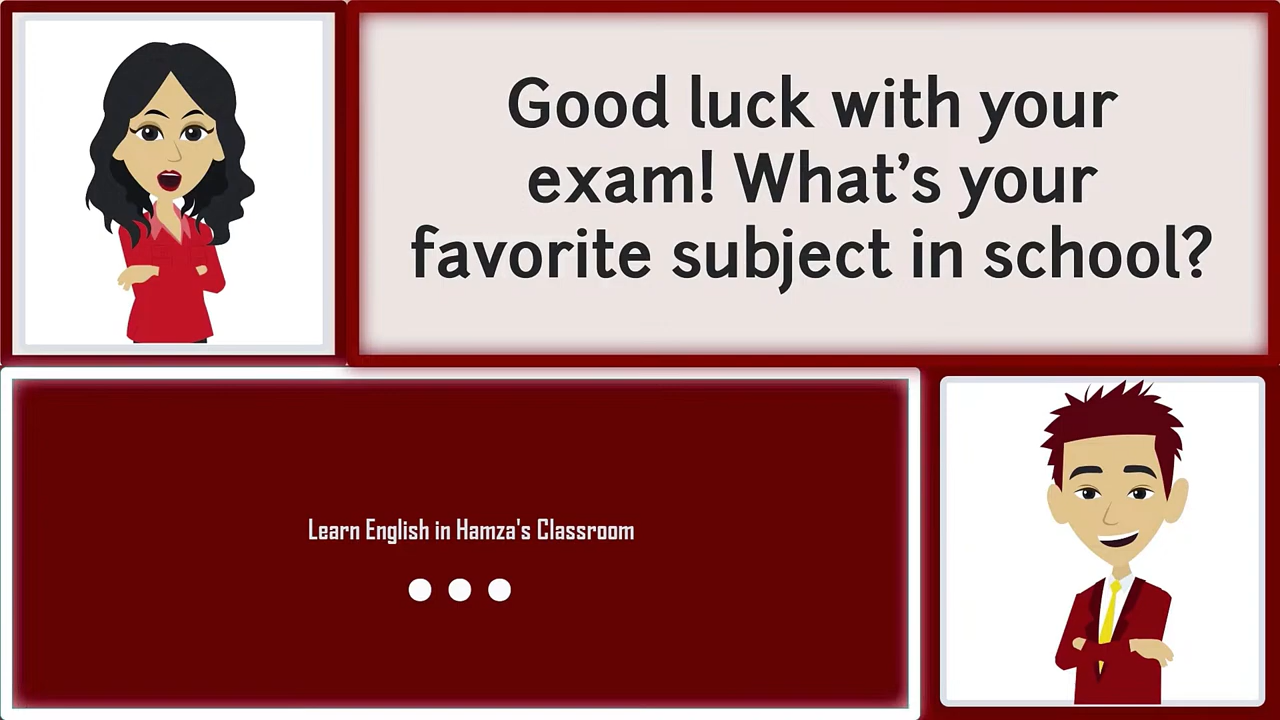 Good luck with your
exam! What’s your
favorite subject in school?
Learn English in Hamza's Classroom